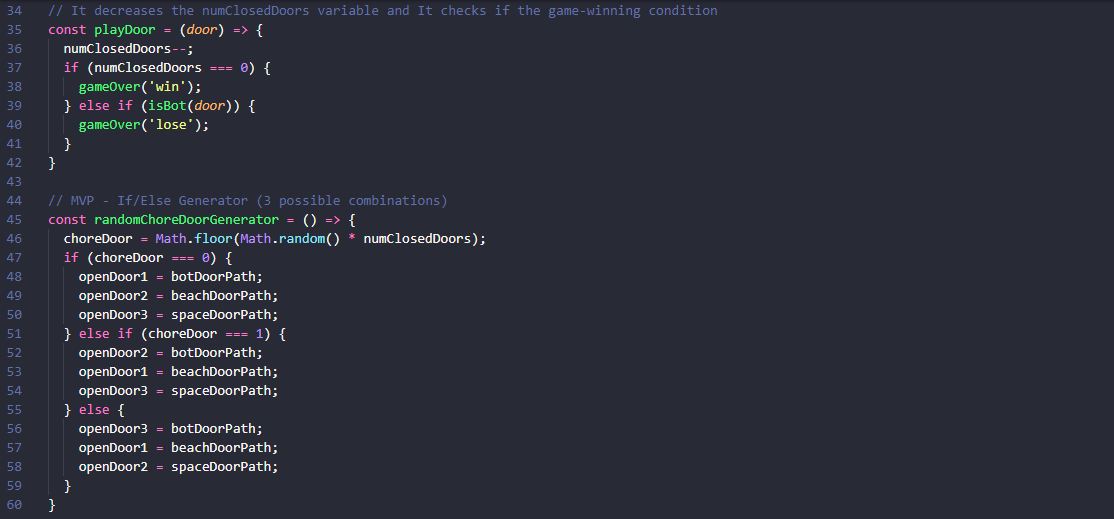 34 // It decreases the numClosedDoors variable and It checks if the game-winning condition
35 const playDoor = (door) => {
36   numClosedDoors--;
37   if (numClosedDoors === 0) {
38     gameOver('win');
39   } else if (isBot(door)) {
40     gameOver('lose');
41   }
42 }
43
44 // MVP - If/Else Generator (3 possible combinations)
45 const randomChoreDoorGenerator = () => {
46   choreDoor = Math.floor(Math.random() * numClosedDoors);
47   if (choreDoor === 0) {
48     openDoor1 = botDoorPath;
49     openDoor2 = beachDoorPath;
50     openDoor3 = spaceDoorPath;
51   } else if (choreDoor === 1) {
52     openDoor2 = botDoorPath;
53     openDoor1 = beachDoorPath;
54     openDoor3 = spaceDoorPath;
55   } else {
56     openDoor3 = botDoorPath;
57     openDoor1 = beachDoorPath;
58     openDoor2 = spaceDoorPath;
59   }
60 }